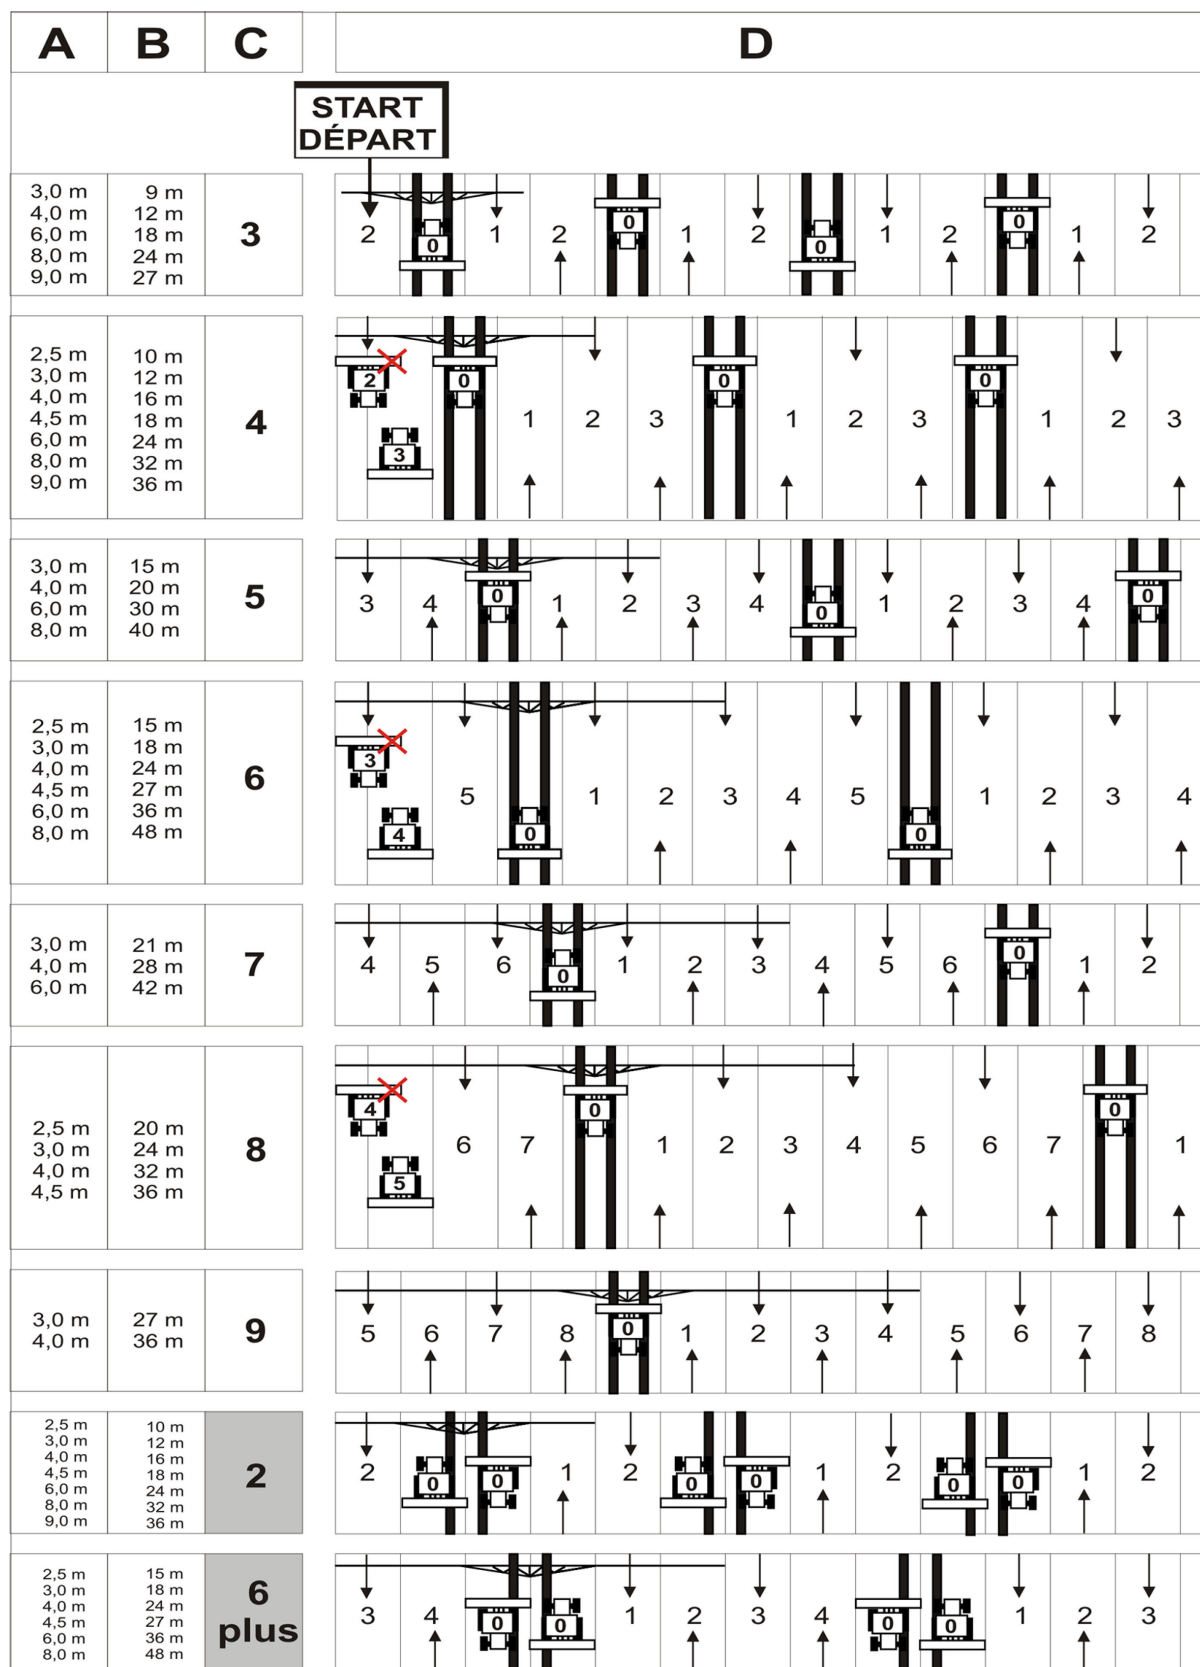 A B C D
START
DÉPART
3,0 m 9 m
4,0 m 12 m
6,0 m 18 m
8,0 m 24 m
9,0 m 27 m
3
2 0 1 2 0 1 2 0 1 2 0 1 2
2,5 m 10 m
3,0 m 12 m
4,0 m 16 m
4,5 m 18 m
6,0 m 24 m
8,0 m 32 m
9,0 m 36 m
4
2 0 0 0
1 2 3 1 2 3 1 2 3
3
3,0 m 15 m
4,0 m 20 m
6,0 m 30 m
8,0 m 40 m
5
3 4 0 1 2 3 4 0 1 2 3 4 0
2,5 m 15 m
3,0 m 18 m
4,0 m 24 m
4,5 m 27 m
6,0 m 36 m
8,0 m 48 m
6
3
5 1 2 3 4 5 1 2 3 4
4 0 0
3,0 m 21 m
4,0 m 28 m
6,0 m 42 m
7
4 5 6 0 1 2 3 4 5 6 0 1 2
2,5 m 20 m
3,0 m 24 m
4,0 m 32 m
4,5 m 36 m
8
4 0 0
6 7 1 2 3 4 5 6 7 1
5
3,0 m 27 m
4,0 m 36 m
9
5 6 7 8 0 1 2 3 4 5 6 7 8
2,5 m 10 m
3,0 m 12 m
4,0 m 16 m
4,5 m 18 m
6,0 m 24 m
8,0 m 32 m
9,0 m 36 m
2
2 0 0 1 2 0 0 1 2 0 0 1 2
2,5 m 15 m
3,0 m 18 m
4,0 m 24 m
4,5 m 27 m
6,0 m 36 m
8,0 m 48 m
6
plus
3 4 0 0 1 2 3 4 0 0 1 2 3